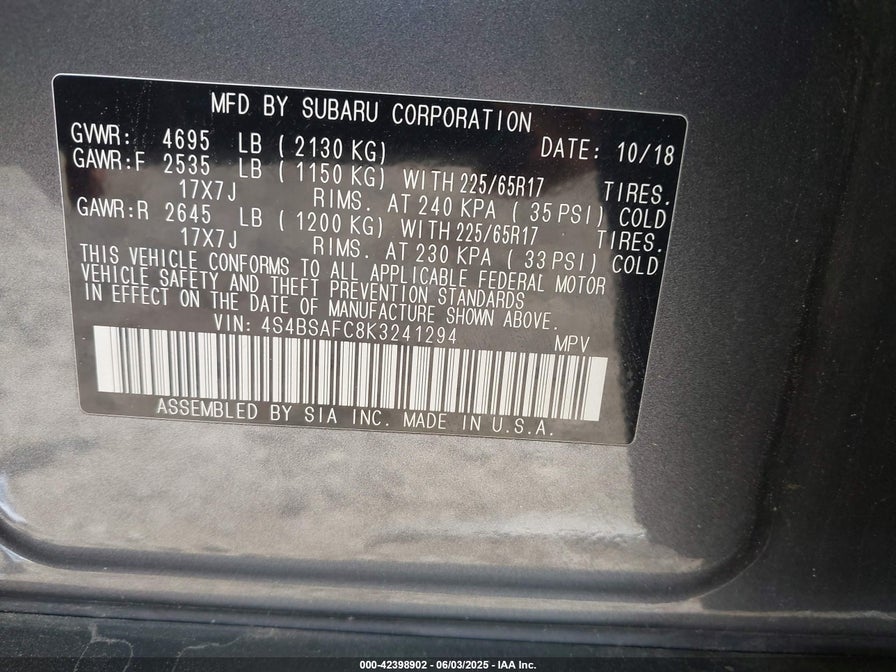 MFD BY SUBARU CORPORATION
GVWR: 4695 LB ( 2130 KG) DATE: 10/18
GAWR:F 2535 LB ( 1150 KG) WITH 225/65R17 TIRES.
17X7J RIMS. AT 240 KPA ( 35 PSI) COLD
GAWR:R 2645 LB ( 1200 KG) WITH 225/65R17 TIRES.
17X7J RIMS. AT 230 KPA ( 33 PSI) COLD
THIS VEHICLE CONFORMS TO ALL APPLICABLE FEDERAL MOTOR
VEHICLE SAFETY AND THEFT PREVENTION STANDARDS
IN EFFECT ON THE DATE OF MANUFACTURE SHOWN ABOVE.
VIN: 4S4BSAFC8K3241294 MPV
ASSEMBLED BY SIA INC. MADE IN U.S.A.
000-42398902 - 06/03/2025 - IAA Inc.